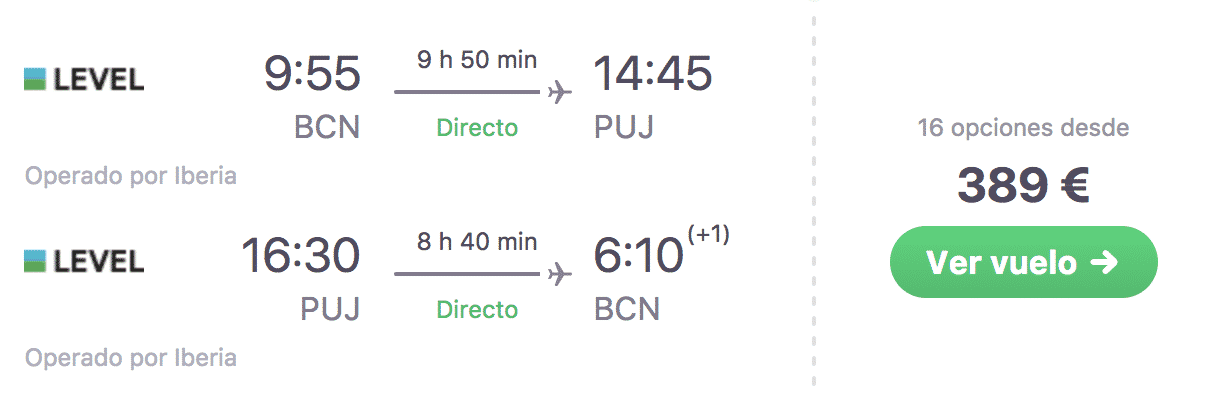 LEVEL 9:55 9 h 50 min 14:45
BCN Directo PUJ
Operado por Iberia
LEVEL 16:30 8 h 40 min 6:10 (+1)
PUJ Directo BCN
Operado por Iberia
16 opciones desde
389 €
Ver vuelo →